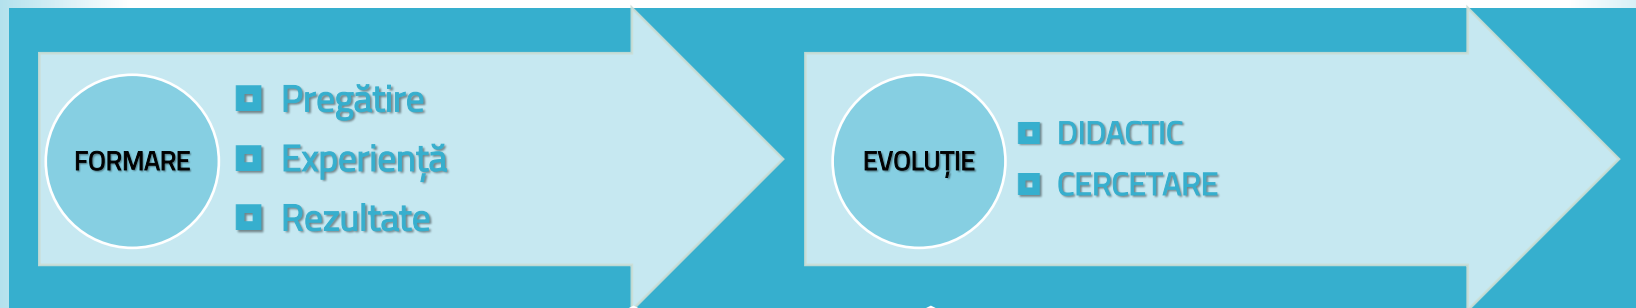 FORMARE
Pregătire
Experiență
Rezultate
EVOLUȚIE
DIDACTIC
CERCETARE